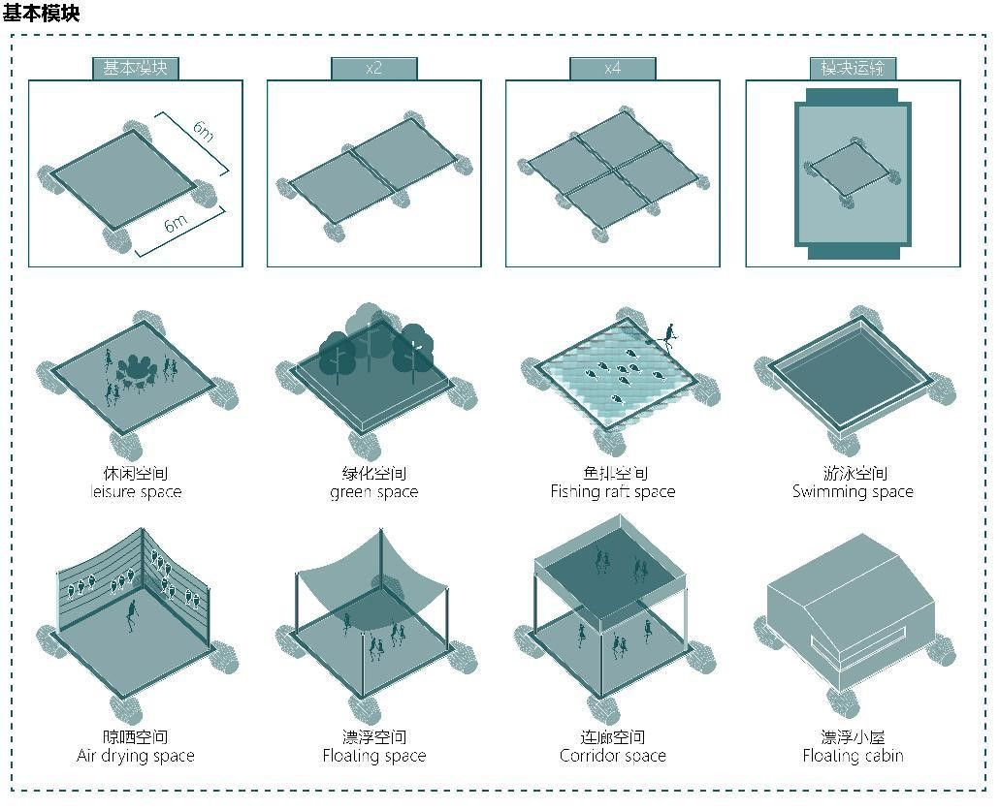 基本模块
基本模块
x2
x4
模块运输
6m
6m
休闲空间
leisure space
绿化空间
green space
鱼排空间
Fishing raft space
游泳空间
Swimming space
晾晒空间
Air drying space
漂浮空间
Floating space
连廊空间
Corridor space
漂浮小屋
Floating cabin